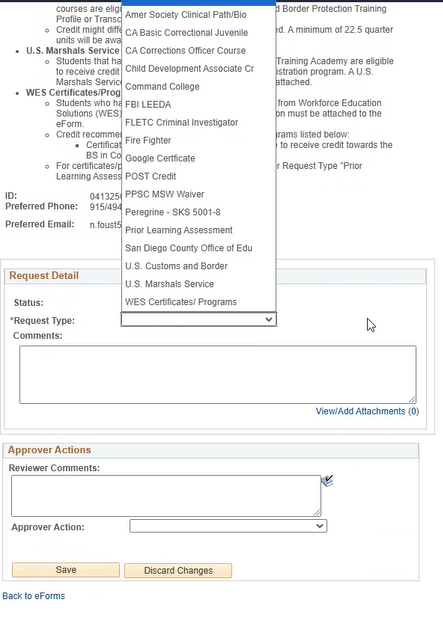 courses are elig
Border Protection Training
Profile or Transc
Credit might diffe
ed. A minimum of 22.5 quarter
units will be awa
U.S. Marshals Service
Students that ha
Training Academy are eligible
to receive credit
istration program. A U.S.
Marshals Servic
attached.
WES Certificates/Prog
Students who ha
from Workforce Education
Solutions (WES)
on must be attached to the
eForm.
Credit recommen
grams listed below:
Certificat
to receive credit towards the
BS in Co
For certificates/p
r Request Type "Prior
Learning Assess
Amer Society Clinical Path/Bio
CA Basic Correctional Juvenile
CA Corrections Officer Course
Child Development Associate Cr
Command College
FBI LEEDA
FLETC Criminal Investigator
Fire Fighter
Google Certficate
POST Credit
PPSC MSW Waiver
Peregrine - SKS 5001-8
Prior Learning Assessment
San Diego County Office of Edu
U.S. Customs and Border
U.S. Marshals Service
WES Certificates/ Programs
ID: 0413250
Preferred Phone: 915/494
Preferred Email: n.foust5
Request Detail
Status:
*Request Type:
Comments:
View/Add Attachments (0)
Approver Actions
Reviewer Comments:
Approver Action:
Save Discard Changes
Back to eForms